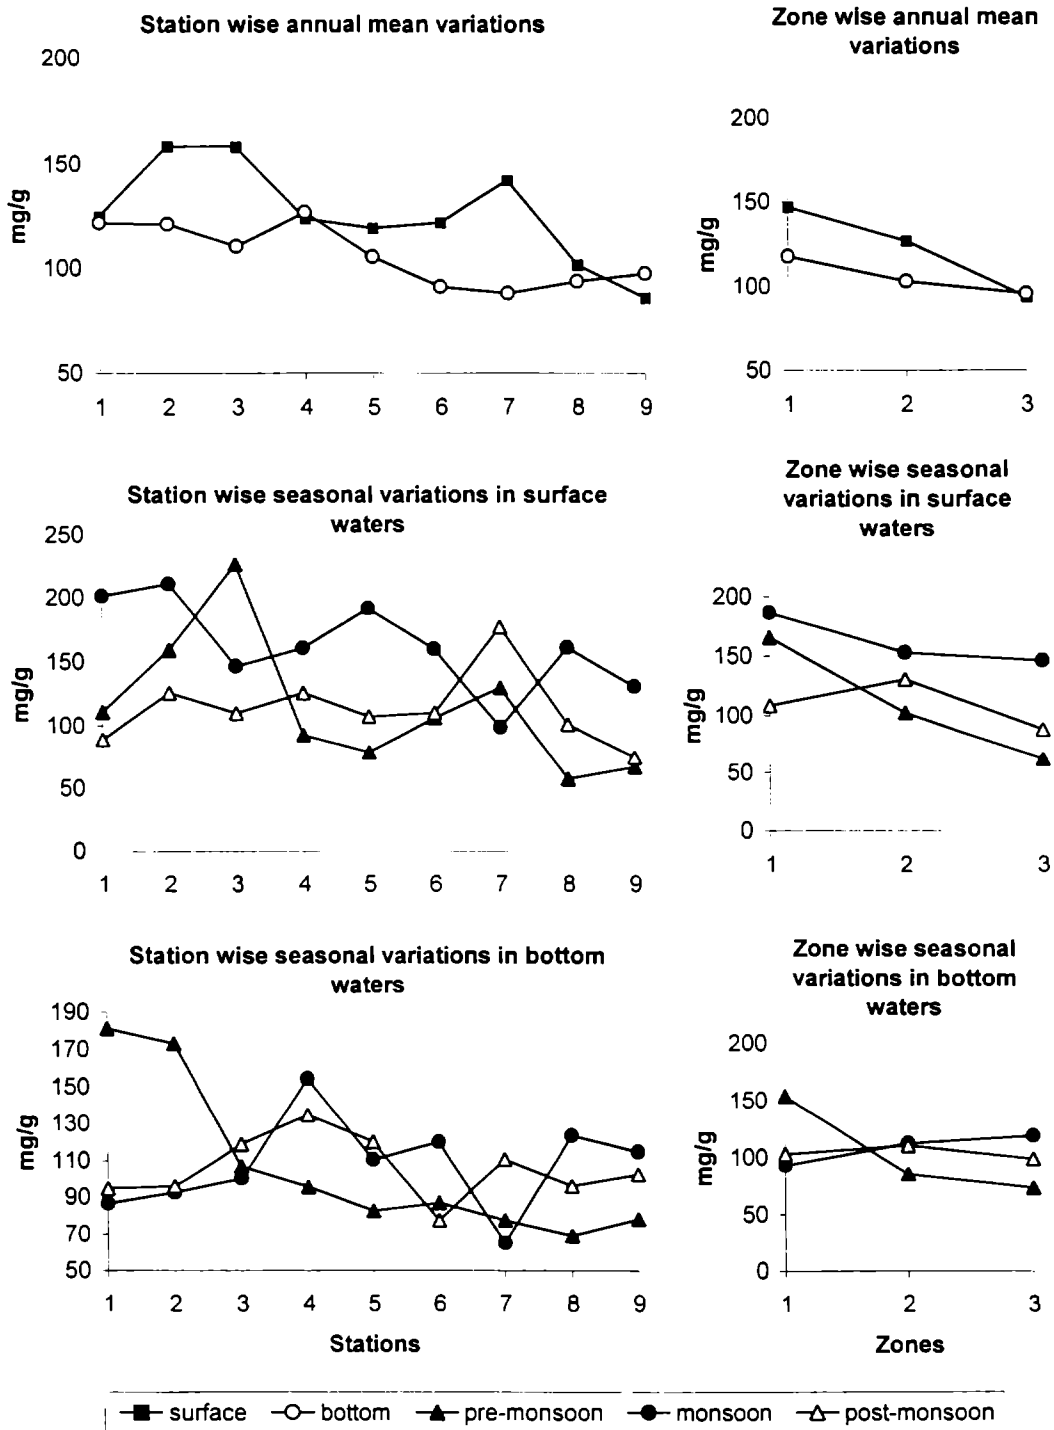 Station wise annual mean variations
200
150
100
50
mg/g
1 2 3 4 5 6 7 8 9
Zone wise annual mean
variations
200
150
100
50
mg/g
1 2 3
Station wise seasonal variations in surface
waters
250
200
150
100
50
0
mg/g
1 2 3 4 5 6 7 8 9
Zone wise seasonal
variations in surface
waters
200
150
100
50
0
mg/g
1 2 3
Station wise seasonal variations in bottom
waters
190
170
150
130
110
90
70
50
mg/g
1 2 3 4 5 6 7 8 9
Stations
Zone wise seasonal
variations in bottom
waters
200
150
100
50
0
mg/g
1 2 3
Zones
surface bottom pre-monsoon monsoon post-monsoon